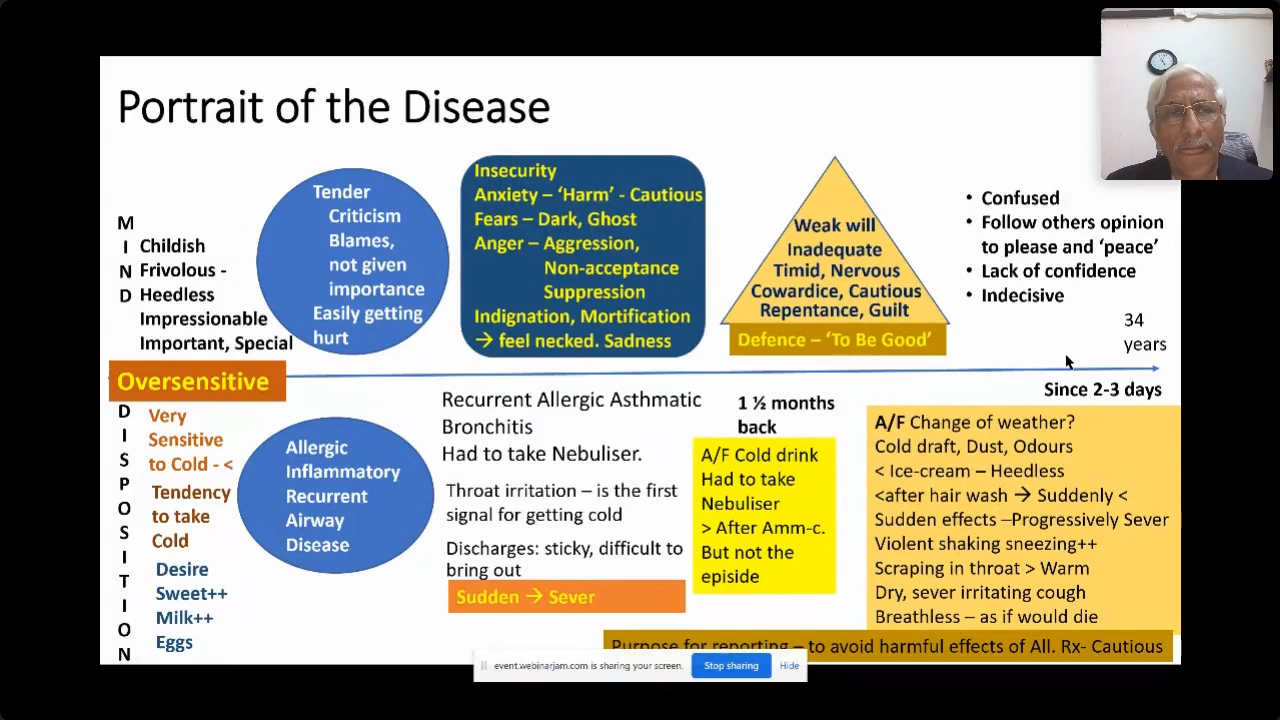 Portrait of the Disease
M
I
N
D
Childish
Frivolous -
Heedless
Impressionable
Important, Special
Tender
Criticism
Blames,
not given
importance
Easily getting
hurt
Insecurity
Anxiety – ‘Harm’ - Cautious
Fears – Dark, Ghost
Anger – Aggression,
Non-acceptance
Suppression
Indignation, Mortification
→ feel necked. Sadness
Weak will
Inadequate
Timid, Nervous
Cowardice, Cautious
Repentance, Guilt
Defence – ‘To Be Good’
• Confused
• Follow others opinion
to please and ‘peace’
• Lack of confidence
• Indecisive
34
years
Oversensitive
Since 2-3 days
D
I
S
P
O
S
I
T
I
O
N
Very
Sensitive
to Cold - <
Tendency
to take
Cold
Desire
Sweet++
Milk++
Eggs
Allergic
Inflammatory
Recurrent
Airway
Disease
Recurrent Allergic Asthmatic
Bronchitis
Had to take Nebuliser.
Throat irritation – is the first
signal for getting cold
Discharges: sticky, difficult to
bring out
Sudden → Sever
1 ½ months
back
A/F Cold drink
Had to take
Nebuliser
> After Amm-c.
But not the
episide
A/F Change of weather?
Cold draft, Dust, Odours
< Ice-cream – Heedless
<after hair wash → Suddenly <
Sudden effects –Progressively Sever
Violent shaking sneezing++
Scraping in throat > Warm
Dry, sever irritating cough
Breathless – as if would die
Purpose for reporting – to avoid harmful effects of All. Rx- Cautious
event.webinarjam.com is sharing your screen.
Stop sharing
Hide